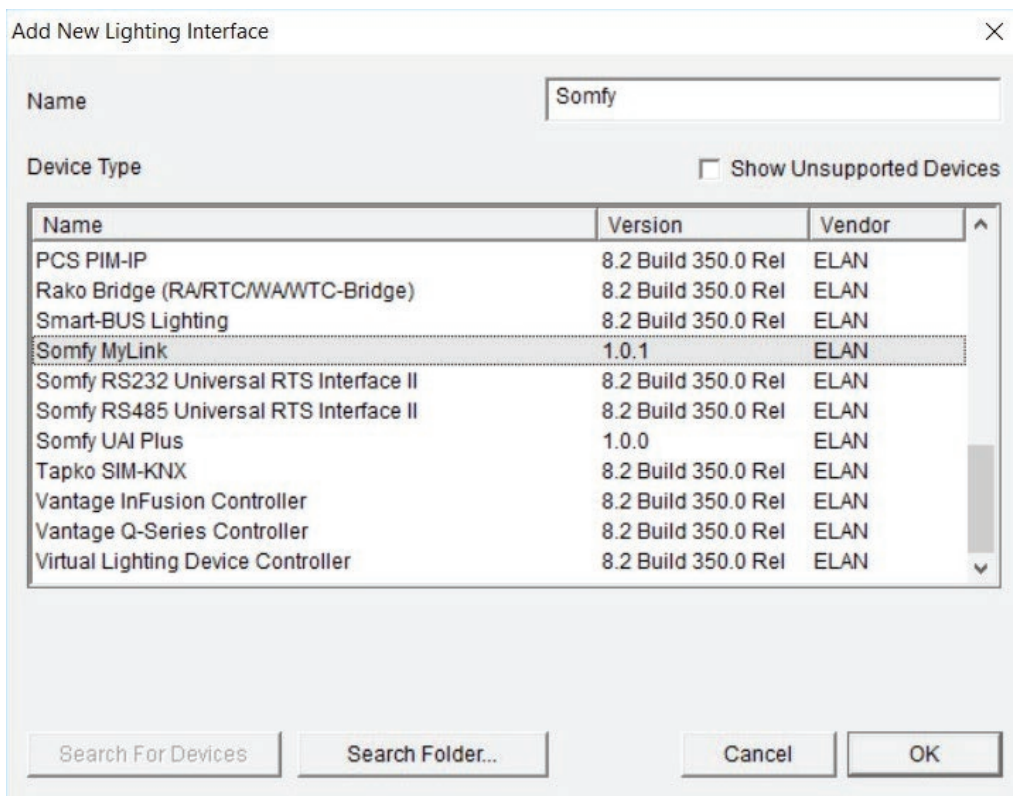 Add New Lighting Interface
Name Somfy
Device Type Show Unsupported Devices
Name Version Vendor
PCS PIM-IP 8.2 Build 350.0 Rel ELAN
Rako Bridge (RA/RTC/WA/WTC-Bridge) 8.2 Build 350.0 Rel ELAN
Smart-BUS Lighting 8.2 Build 350.0 Rel ELAN
Somfy MyLink 1.0.1 ELAN
Somfy RS232 Universal RTS Interface II 8.2 Build 350.0 Rel ELAN
Somfy RS485 Universal RTS Interface II 8.2 Build 350.0 Rel ELAN
Somfy UAI Plus 1.0.0 ELAN
Tapko SIM-KNX 8.2 Build 350.0 Rel ELAN
Vantage InFusion Controller 8.2 Build 350.0 Rel ELAN
Vantage Q-Series Controller 8.2 Build 350.0 Rel ELAN
Virtual Lighting Device Controller 8.2 Build 350.0 Rel ELAN
Search For Devices Search Folder... Cancel OK